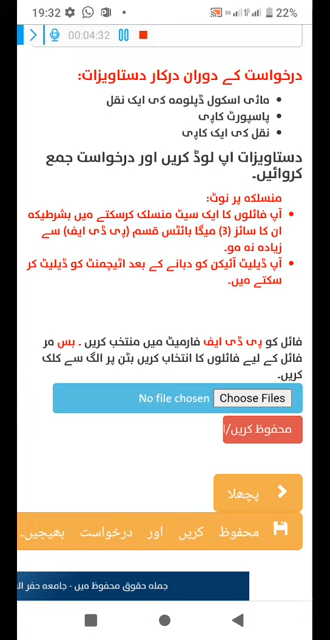 19:32 22%
00:04:32
درخواست کے دوران درکار دستاویزات:
ہائی اسکول ڈپلومہ کی ایک نقل
پاسپورٹ کاپی
نقل کی ایک کاپی
دستاویزات اپ لوڈ کریں اور درخواست جمع
کروائیں۔
منسلکہ پر نوٹ:
آپ فائلوں کا ایک سیٹ منسلک کرسکتے ہیں بشرطیکہ
ان کا سائز (3) میگا بائٹس قسم (پی ڈی ایف) سے
زیادہ نہ ہو۔
آپ ڈیلیٹ آئیکن کو دبانے کے بعد اٹیچمنٹ کو ڈیلیٹ کر
سکتے ہیں۔
فائل کو پی ڈی ایف فارمیٹ میں منتخب کریں ۔ بس ہر
فائل کے لیے فائلوں کا انتخاب کریں بٹن پر الگ سے کلک
کریں۔
Choose Files No file chosen
محفوظ کریں/ا
پچھلا
محفوظ کریں اور درخواست بھیجیں۔
جملہ حقوق محفوظ ہیں - جامعہ حفر ال